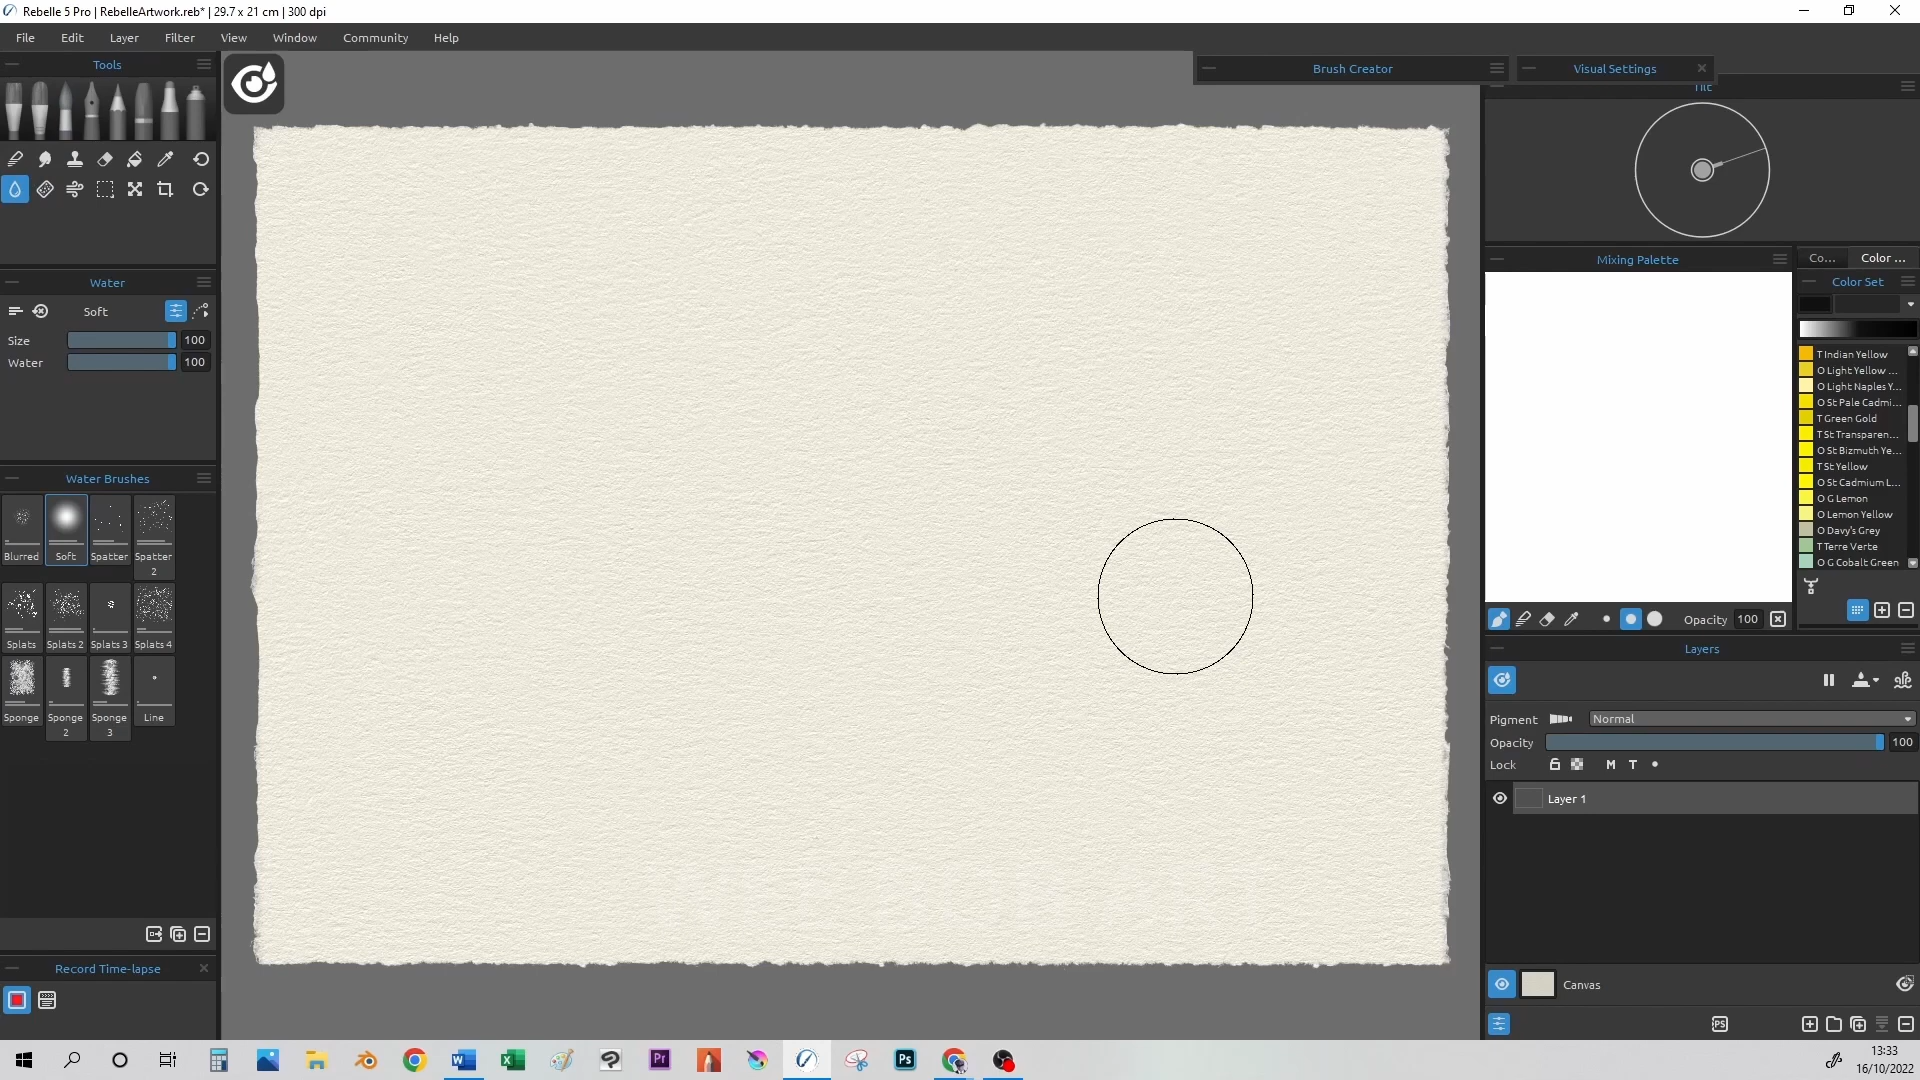 Rebelle 5 Pro | RebelleArtwork.reb* | 29.7 x 21 cm | 300 dpi
File Edit Layer Filter View Window Community Help
Tools
Brush Creator
Visual Settings
Tilt
Water
Soft
Size 100
Water 100
Water Brushes
Blurred Soft Spatter Spatter 2
Splats Splats 2 Splats 3 Splats 4
Sponge Sponge 2 Sponge 3 Line
Record Time-lapse
Mixing Palette
Opacity 100
Co... Color ...
Color Set
T Indian Yellow
O Light Yellow ...
O Light Naples Y...
O St Pale Cadmi...
T Green Gold
T St Transparen...
O St Bizmuth Ye...
T St Yellow
O St Cadmium L...
O G Lemon
O Lemon Yellow
O Davy's Grey
T Terre Verte
O G Cobalt Green
Layers
Pigment Normal
Opacity 100
Lock M T
Layer 1
Canvas
PS
Pr
Ps
13:33
16/10/2022